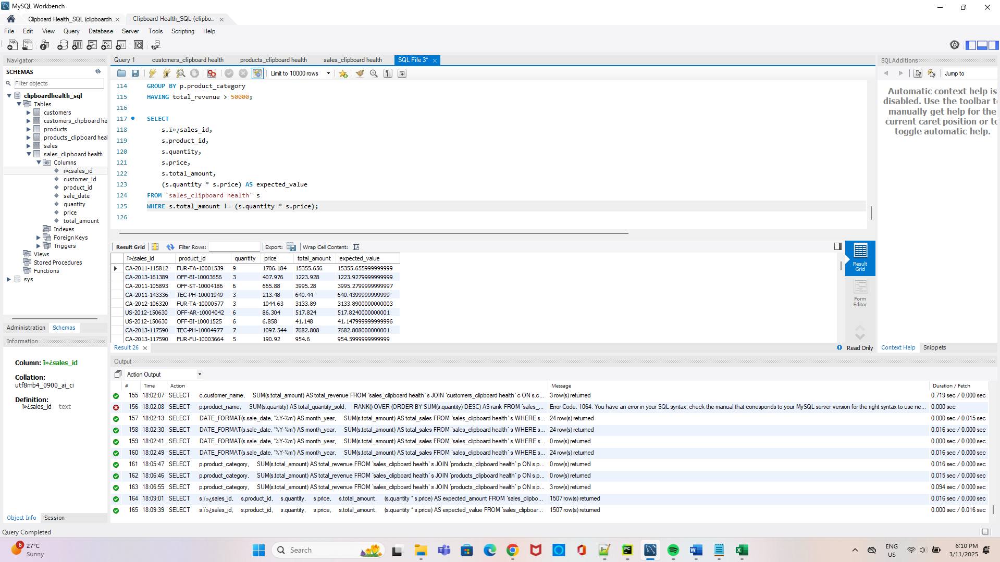 MySQL Workbench
Clipboard Health_SQL (clipboardh...
Clipboard Health_SQL (clipbo...
File Edit View Query Database Server Tools Scripting Help
Navigator
SCHEMAS
Filter objects
clipboardhealth_sql
Tables
customers
customers_clipboard he
products
products_clipboard heal
sales
sales_clipboard health
Columns
ï»¿sales_id
customer_id
product_id
sale_date
quantity
price
total_amount
Indexes
Foreign Keys
Triggers
Views
Stored Procedures
Functions
sys
Administration Schemas
Information
Column: ï»¿sales_id
Collation:
utf8mb4_0900_ai_ci
Definition:
ï»¿sales_id text
Object Info Session
Query Completed
Query 1 customers_clipboard health products_clipboard health sales_clipboard health SQL File 3*
Limit to 10000 rows
114 GROUP BY p.product_category
115 HAVING total_revenue > 50000;
116
117 SELECT
118 s.ï»¿sales_id,
119 s.product_id,
120 s.quantity,
121 s.price,
122 s.total_amount,
123 (s.quantity * s.price) AS expected_value
124 FROM `sales_clipboard health` s
125 WHERE s.total_amount != (s.quantity * s.price);
126
Result Grid Filter Rows: Export: Wrap Cell Content:
ï»¿sales_id product_id quantity price total_amount expected_value
CA-2011-115812 FUR-TA-10001539 9 1706.184 15355.656 15355.655999999999
CA-2013-161389 OFF-BI-10003656 3 407.976 1223.928 1223.9279999999999
CA-2011-105893 OFF-ST-10004186 6 665.88 3995.28 3995.2799999999997
CA-2011-143336 TEC-PH-10001949 3 213.48 640.44 640.4399999999999
CA-2012-106320 FUR-TA-10000577 3 1044.63 3133.89 3133.8900000000003
US-2012-150630 OFF-AR-10004042 6 86.304 517.824 517.8240000000001
US-2012-150630 OFF-BI-10001525 6 6.858 41.148 41.147999999999996
CA-2013-117590 TEC-PH-10004977 7 1097.544 7682.808 7682.808000000001
CA-2013-117590 FUR-FU-10003664 5 190.92 954.6 954.5999999999999
Result Grid
Form Editor
Result 26
Read Only
SQLAdditions
Jump to
Automatic context help is
disabled. Use the toolbar to
manually get help for the
current caret position or to
toggle automatic help.
Context Help Snippets
Output
Action Output
# Time Action Message Duration / Fetch
155 18:02:07 SELECT c.customer_name, SUM(s.total_amount) AS total_revenue FROM `sales_clipboard health` s JOIN `customers_clipboard health` c ON s.c... 3 row(s) returned 0.719 sec / 0.000 sec
156 18:02:08 SELECT p.product_name, SUM(s.quantity) AS total_quantity_sold, RANK() OVER (ORDER BY SUM(s.quantity) DESC) AS rank FROM `sales_... Error Code: 1064. You have an error in your SQL syntax; check the manual that corresponds to your MySQL server version for the right syntax to use ne... 0.000 sec
157 18:02:13 SELECT DATE_FORMAT(s.sale_date, '%Y-%m') AS month_year, SUM(s.total_amount) AS total_sales FROM `sales_clipboard health` s WHERE s... 24 row(s) returned 0.000 sec / 0.015 sec
158 18:02:30 SELECT DATE_FORMAT(s.sale_date, '%Y-%m') AS month_year, SUM(s.total_amount) AS total_sales FROM `sales_clipboard health` s WHERE s... 24 row(s) returned 0.016 sec / 0.000 sec
159 18:02:41 SELECT DATE_FORMAT(s.sale_date, '%Y-%m') AS month_year, SUM(s.total_amount) AS total_sales FROM `sales_clipboard health` s WHERE s... 0 row(s) returned 0.000 sec / 0.000 sec
160 18:02:49 SELECT DATE_FORMAT(s.sale_date, '%Y-%m') AS month_year, SUM(s.total_amount) AS total_sales FROM `sales_clipboard health` s WHERE s... 24 row(s) returned 0.016 sec / 0.000 sec
161 18:05:47 SELECT p.product_category, SUM(s.total_amount) AS total_revenue FROM `sales_clipboard health` s JOIN `products_clipboard health` p ON s.p... 0 row(s) returned 0.016 sec / 0.000 sec
162 18:06:46 SELECT p.product_category, SUM(s.total_amount) AS total_revenue FROM `sales_clipboard health` s JOIN `products_clipboard health` p ON s.p... 0 row(s) returned 0.015 sec / 0.000 sec
163 18:06:55 SELECT p.product_category, SUM(s.total_amount) AS total_revenue FROM `sales_clipboard health` s JOIN `products_clipboard health` p ON s.p... 3 row(s) returned 0.094 sec / 0.000 sec
164 18:09:01 SELECT s.ï»¿sales_id, s.product_id, s.quantity, s.price, s.total_amount, (s.quantity * s.price) AS expected_amount FROM `sales_clipbo... 1507 row(s) returned 0.016 sec / 0.000 sec
165 18:09:39 SELECT s.ï»¿sales_id, s.product_id, s.quantity, s.price, s.total_amount, (s.quantity * s.price) AS expected_value FROM `sales_clipboar... 1507 row(s) returned 0.000 sec / 0.016 sec
6
27°C
Sunny
Search
ENG
US
6:10 PM
3/11/2025